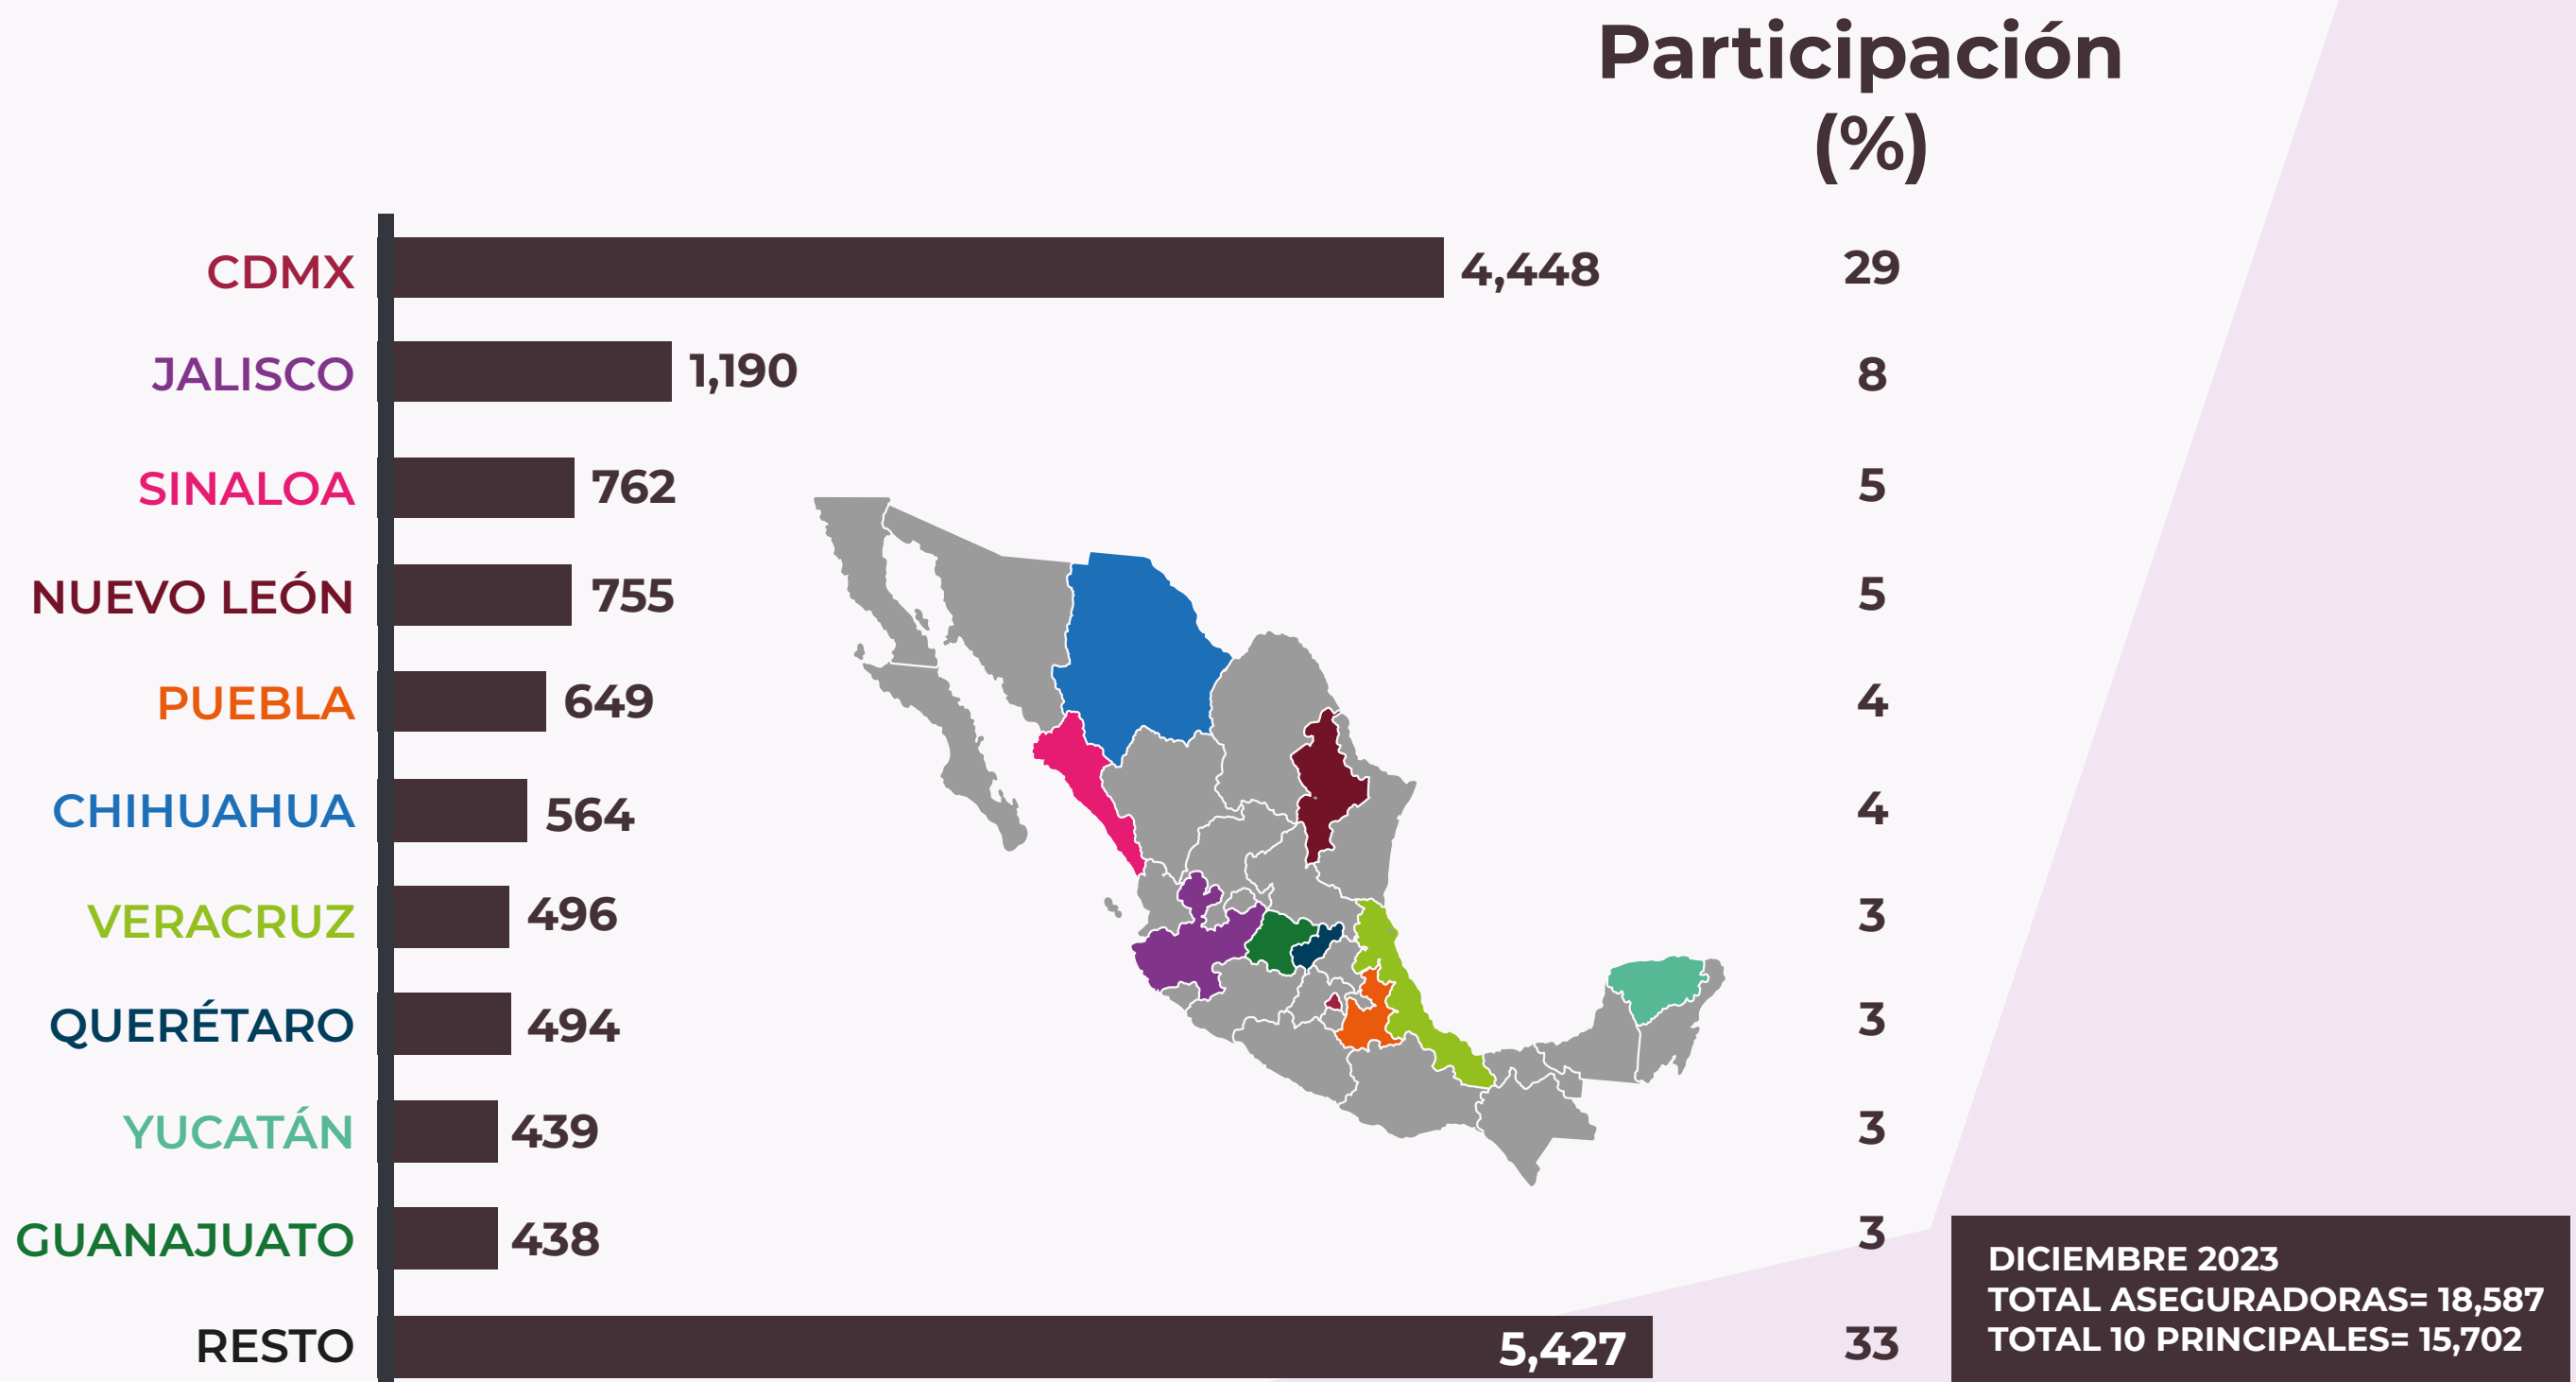 Participación
(%)
CDMX 4,448 29
JALISCO 1,190 8
SINALOA 762 5
NUEVO LEÓN 755 5
PUEBLA 649 4
CHIHUAHUA 564 4
VERACRUZ 496 3
QUERÉTARO 494 3
YUCATÁN 439 3
GUANAJUATO 438 3
RESTO 5,427 33
DICIEMBRE 2023
TOTAL ASEGURADORAS= 18,587
TOTAL 10 PRINCIPALES= 15,702